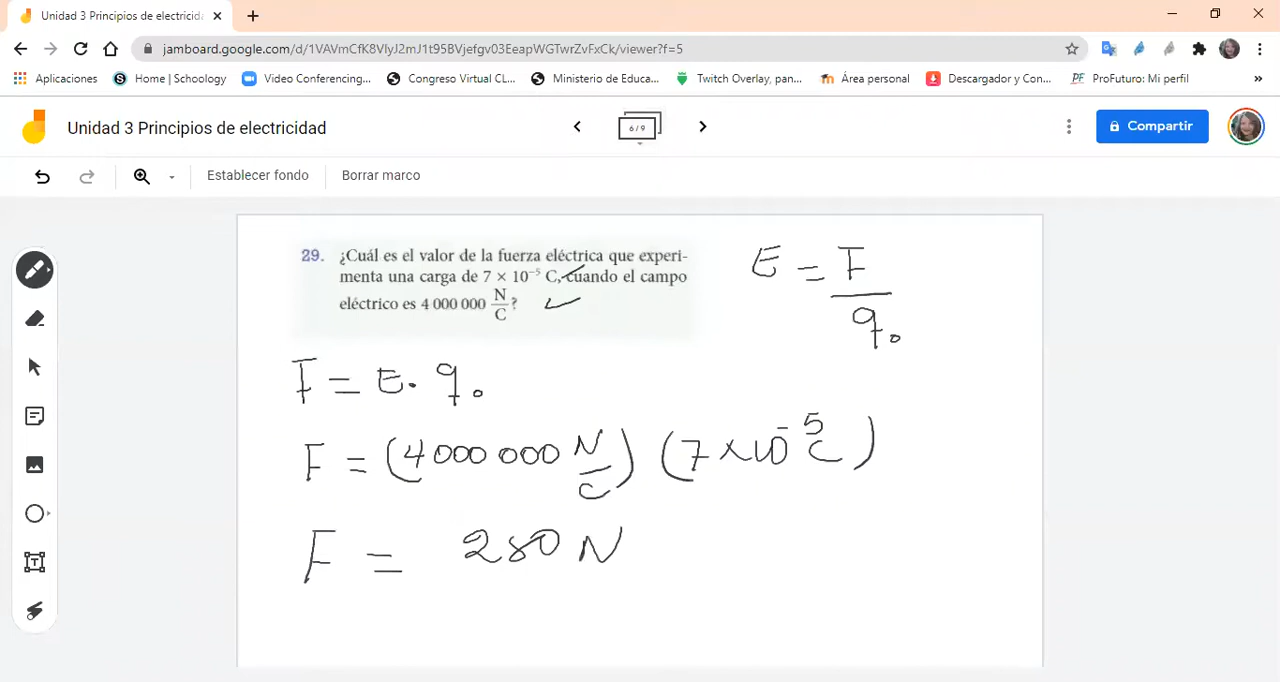 Unidad 3 Principios de electricida
jamboard.google.com/d/1VAVmCfK8VlyJ2mJ1t95BVjefgv03EeapWGTwrZvFxCk/viewer?f=5
Aplicaciones Home | Schoology Video Conferencing,... Congreso Virtual CL... Ministerio de Educa... Twitch Overlay, pan... Área personal Descargador y Con... PF ProFuturo: Mi perfil »
Unidad 3 Principios de electricidad
6/9
Compartir
Establecer fondo Borrar marco
29. ¿Cuál es el valor de la fuerza eléctrica que experi-
menta una carga de 7 × 10⁻⁵ C, cuando el campo
eléctrico es 4 000 000 N/C?
E = F/q₀
F = E · q₀
F = (4 000 000 N/C) (7 × 10⁻⁵ C)
F = 280 N